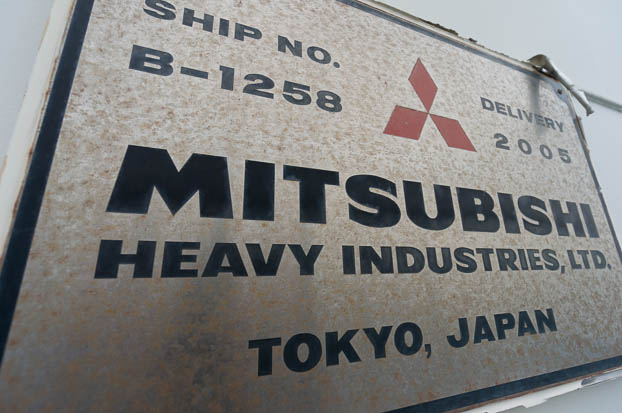 SHIP NO.
B-1258
DELIVERY
2005
MITSUBISHI
HEAVY INDUSTRIES, LTD.
TOKYO, JAPAN